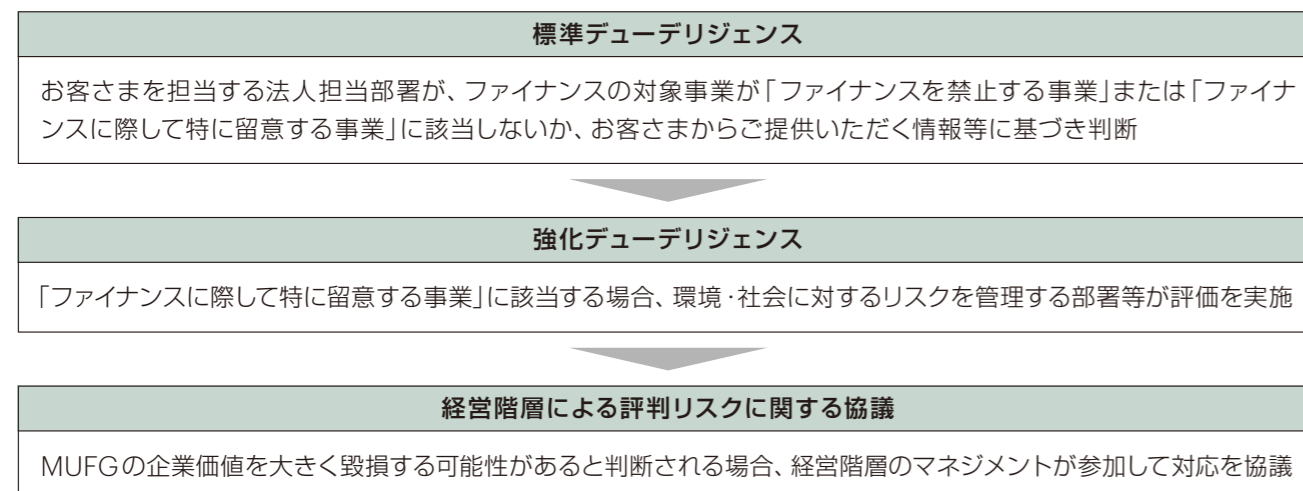 標準デューデリジェンス
お客さまを担当する法人担当部署が、ファイナンスの対象事業が「ファイナンスを禁止する事業」または「ファイナ
ンスに際して特に留意する事業」に該当しないか、お客さまからご提供いただく情報等に基づき判断
強化デューデリジェンス
「ファイナンスに際して特に留意する事業」に該当する場合、環境・社会に対するリスクを管理する部署等が評価を実施
経営階層による評判リスクに関する協議
MUFGの企業価値を大きく毀損する可能性があると判断される場合、経営階層のマネジメントが参加して対応を協議